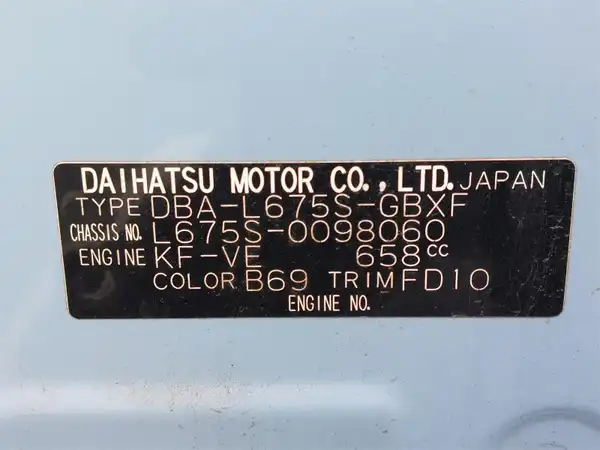 DAIHATSU MOTOR CO., LTD. JAPAN
TYPE DBA-L675S-GBXF
CHASSIS NO. L675S-0098060
ENGINE KF-VE 658cc
COLOR B69 TRIM FD10
ENGINE NO.